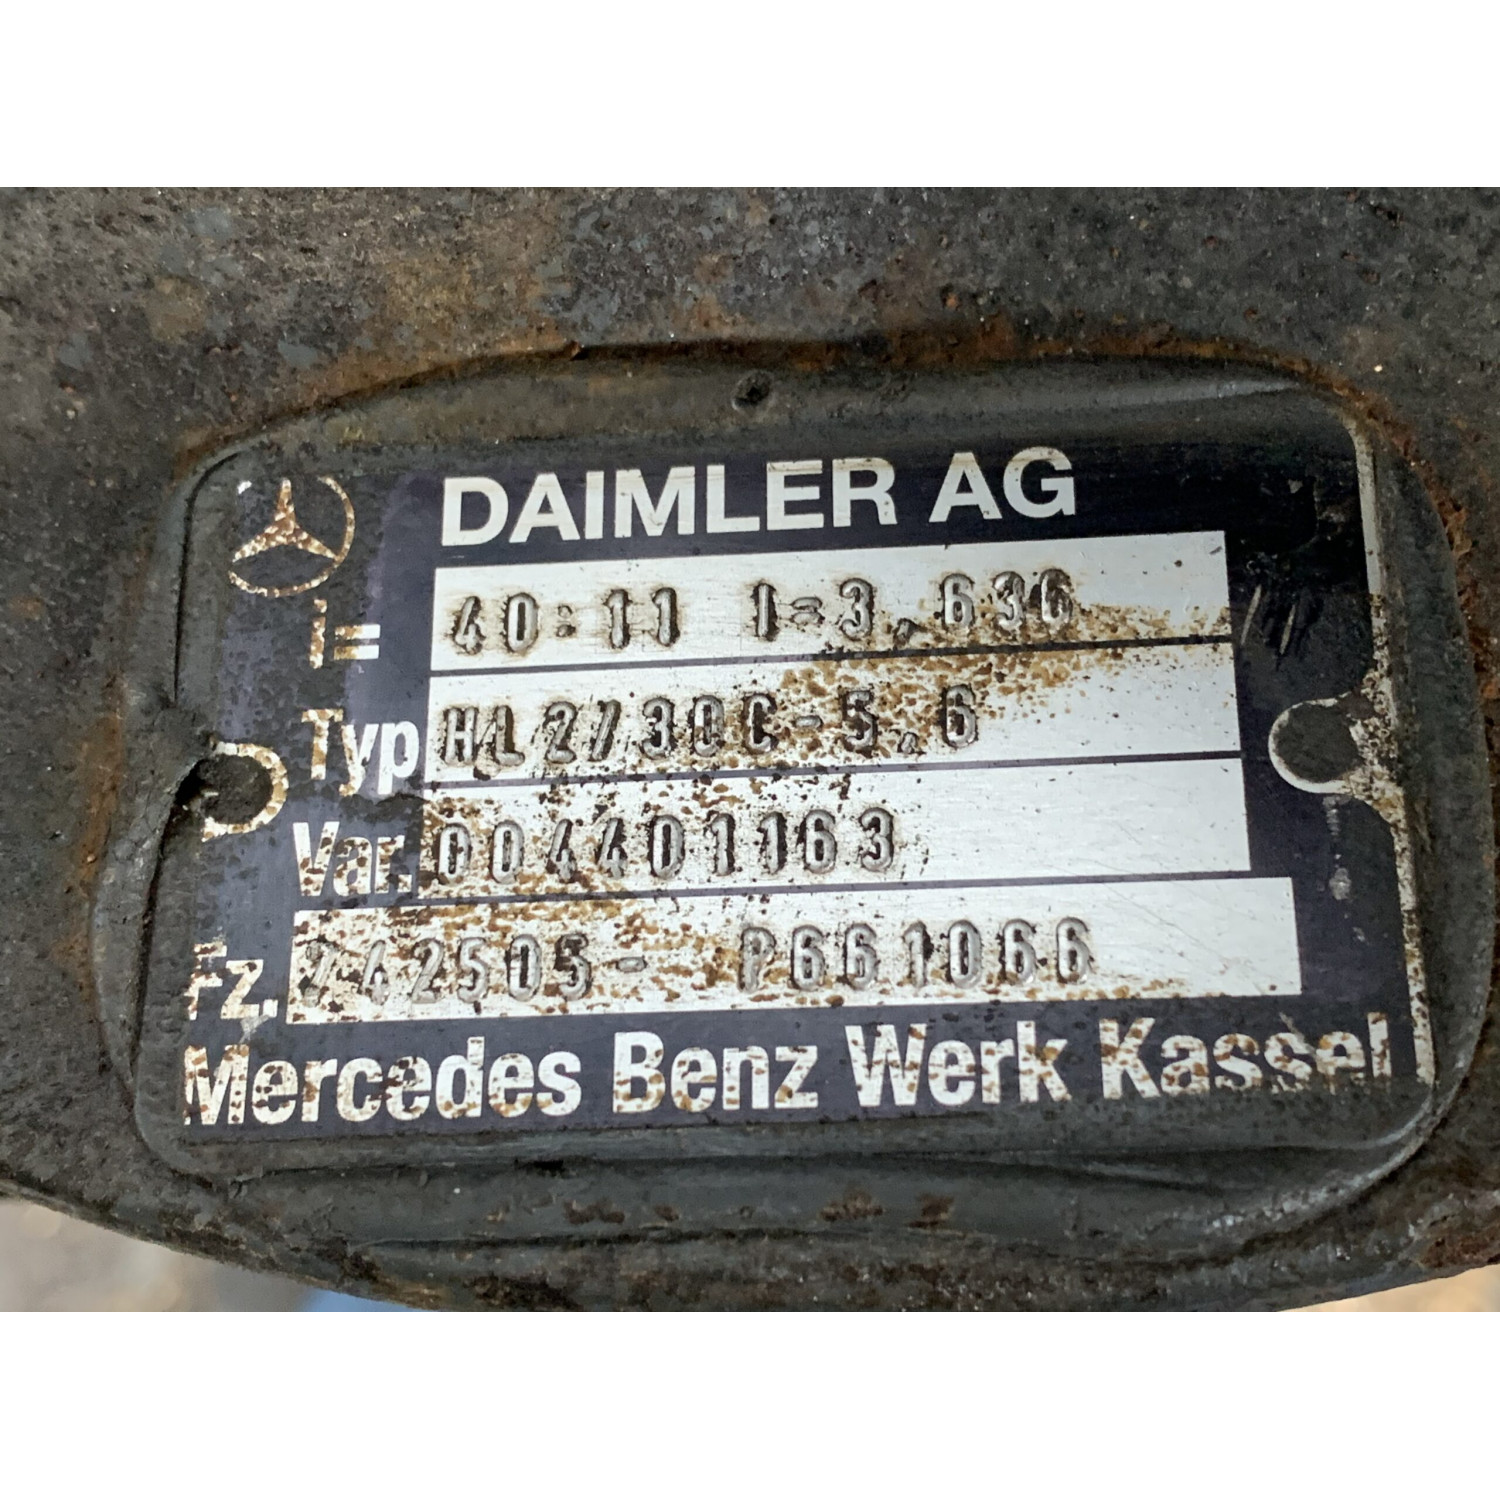 DAIMLER AG
i= 40:11 I=3,636
Typ HL2/30C-5,6
Var. 004401163
Fz. 742505- P661066
Mercedes Benz Werk Kassel